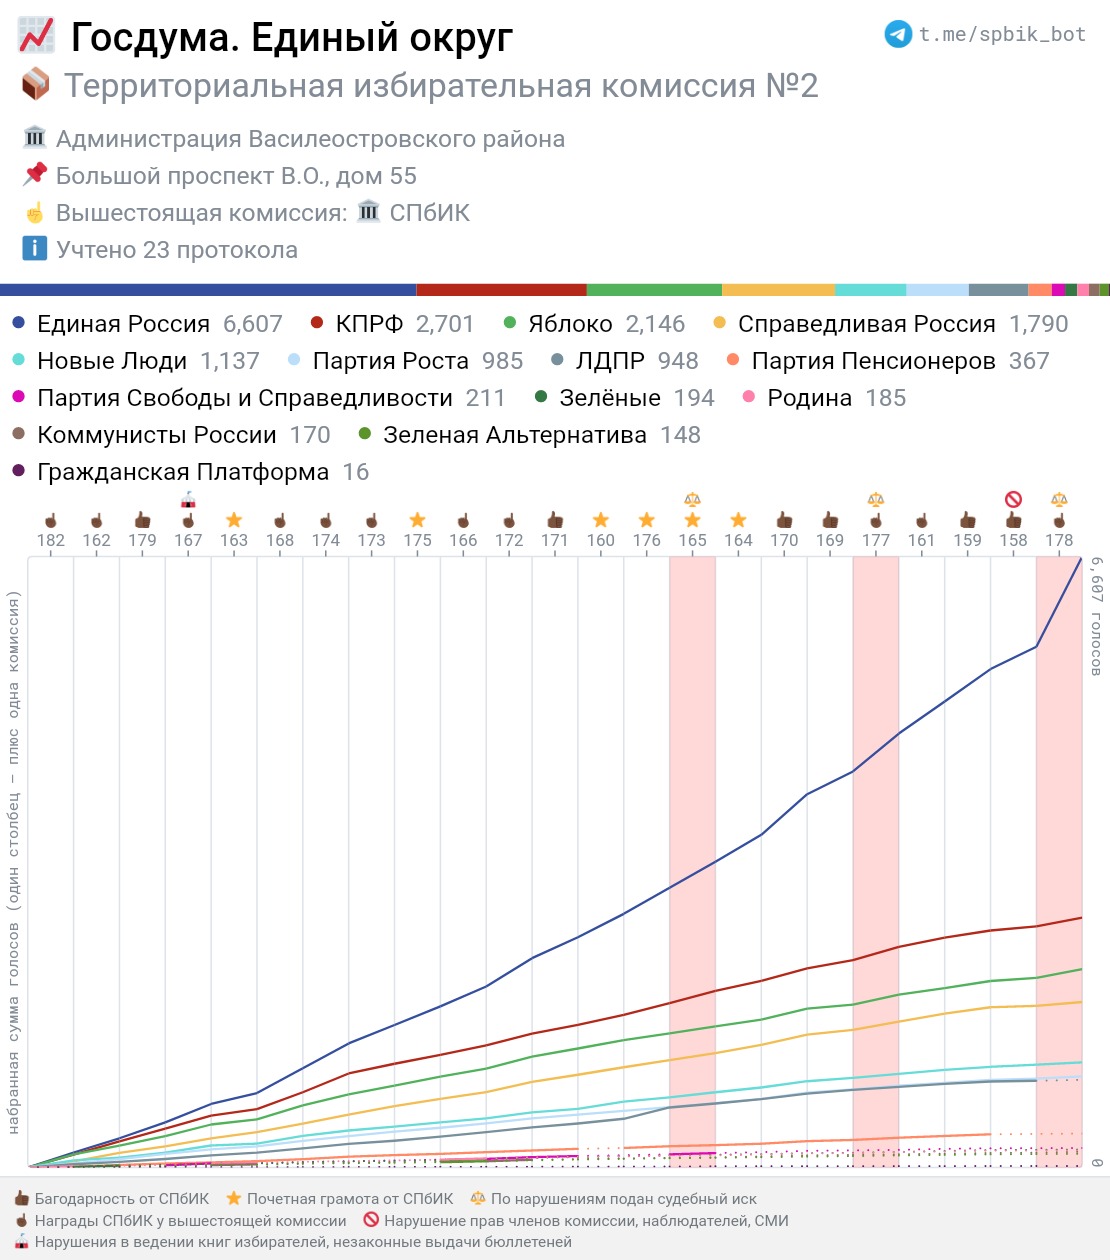 Госдума. Единый округ
t.me/spbik_bot
Территориальная избирательная комиссия №2
Администрация Василеостровского района
Большой проспект В.О., дом 55
Вышестоящая комиссия: СПбИК
Учтено 23 протокола
Единая Россия 6,607 КПРФ 2,701 Яблоко 2,146 Справедливая Россия 1,790
Новые Люди 1,137 Партия Роста 985 ЛДПР 948 Партия Пенсионеров 367
Партия Свободы и Справедливости 211 Зелёные 194 Родина 185
Коммунисты России 170 Зеленая Альтернатива 148
Гражданская Платформа 16
182 162 179 167 163 168 174 173 175 166 172 171 160 176 165 164 170 169 177 161 159 158 178
набранная сумма голосов (один столбец – плюс одна комиссия)
6,607 голосов
0
Багодарность от СПбИК Почетная грамота от СПбИК По нарушениям подан судебный иск
Награды СПбИК у вышестоящей комиссии Нарушение прав членов комиссии, наблюдателей, СМИ
Нарушения в ведении книг избирателей, незаконные выдачи бюллетеней